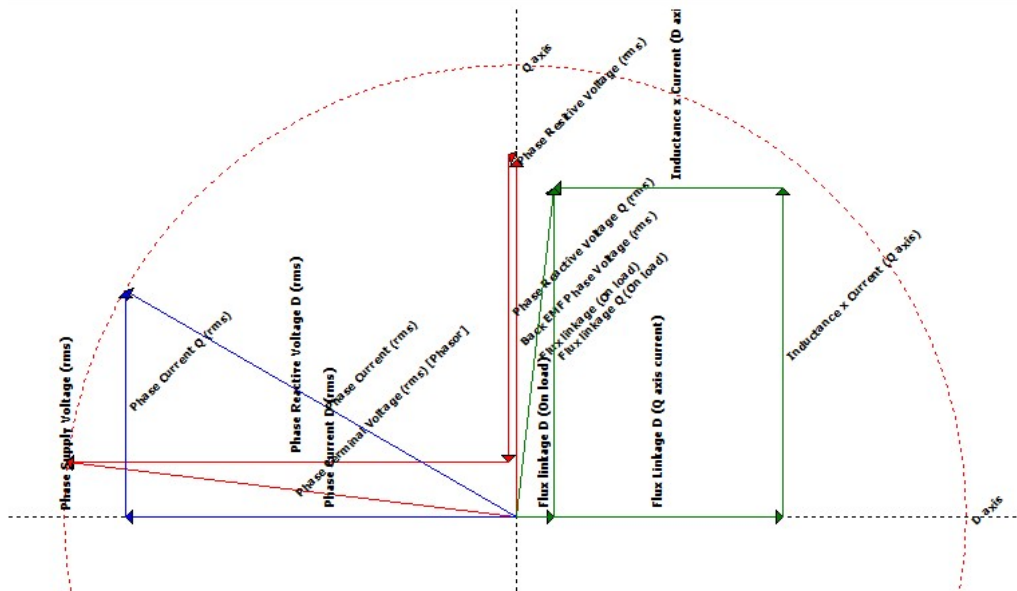 Q axis
Phase Resitive Voltage (rms)
Inductance x Current (D axi
Phase Reactive Voltage Q (rms)
Back EMF Phase Voltage (rms)
Flux linkage (On load)
Flux linkage Q (On load)
Inductance x Current (Q axis)
Phase Reactive Voltage D (rms)
Phase Current Q (rms)
Phase Current (rms)
Phase Terminal Voltage (rms) [Phasor]
Phase Current D (rms)
Phase Supply Voltage (rms)
Flux linkage D (On load)
Flux Linkage D (Q axis current)
D axis